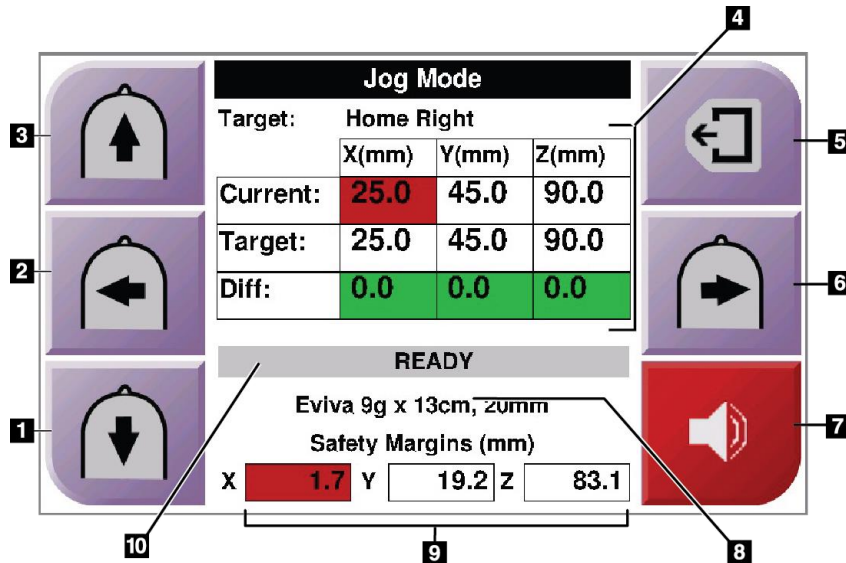 4
Jog Mode
Target: Home Right
X(mm) Y(mm) Z(mm)
Current: 25.0 45.0 90.0
Target: 25.0 45.0 90.0
Diff: 0.0 0.0 0.0
READY
Eviva 9g x 13cm, 20mm
Safety Margins (mm)
X 1.7 Y 19.2 Z 83.1
3
2
1
5
6
7
10
9
8